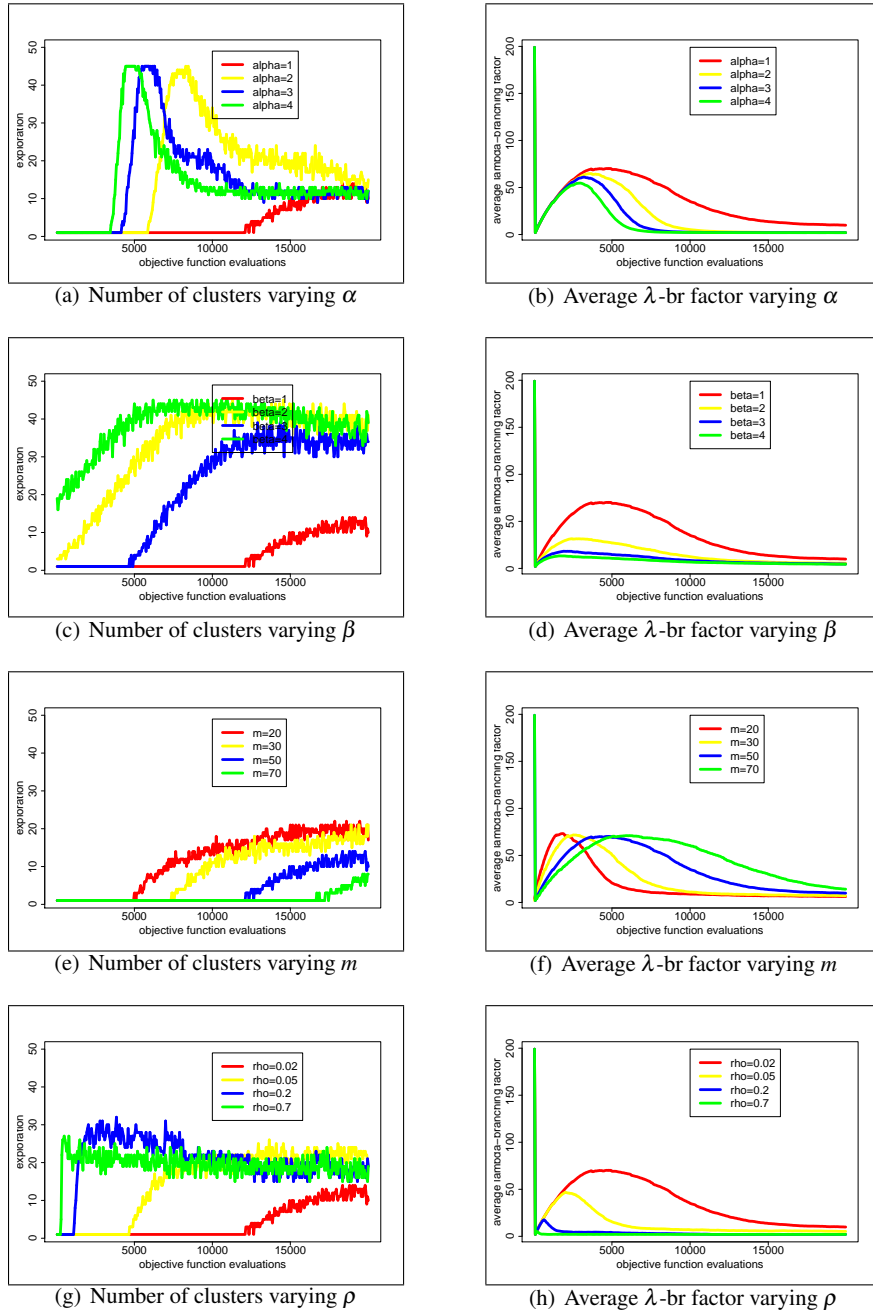 50
40
30
20
10
0
exploration
alpha=1
alpha=2
alpha=3
alpha=4
5000 10000 15000
objective function evaluations
(a) Number of clusters varying α
200
150
100
50
0
average lambda-branching factor
alpha=1
alpha=2
alpha=3
alpha=4
5000 10000 15000
objective function evaluations
(b) Average λ-br factor varying α
50
40
30
20
10
0
exploration
beta=1
beta=2
beta=3
5000 10000 15000
objective function evaluations
(c) Number of clusters varying β
200
150
100
50
0
average lambda-branching factor
beta=1
beta=2
beta=3
beta=4
5000 10000 15000
objective function evaluations
(d) Average λ-br factor varying β
50
40
30
20
10
0
exploration
m=20
m=30
m=50
m=70
5000 10000 15000
objective function evaluations
(e) Number of clusters varying m
200
150
100
50
0
average lambda-branching factor
m=20
m=30
m=50
m=70
5000 10000 15000
objective function evaluations
(f) Average λ-br factor varying m
50
40
30
20
10
0
exploration
rho=0.02
rho=0.05
rho=0.2
rho=0.7
5000 10000 15000
objective function evaluations
(g) Number of clusters varying ρ
200
150
100
50
0
average lambda-branching factor
rho=0.02
rho=0.05
rho=0.2
rho=0.7
5000 10000 15000
objective function evaluations
(h) Average λ-br factor varying ρ